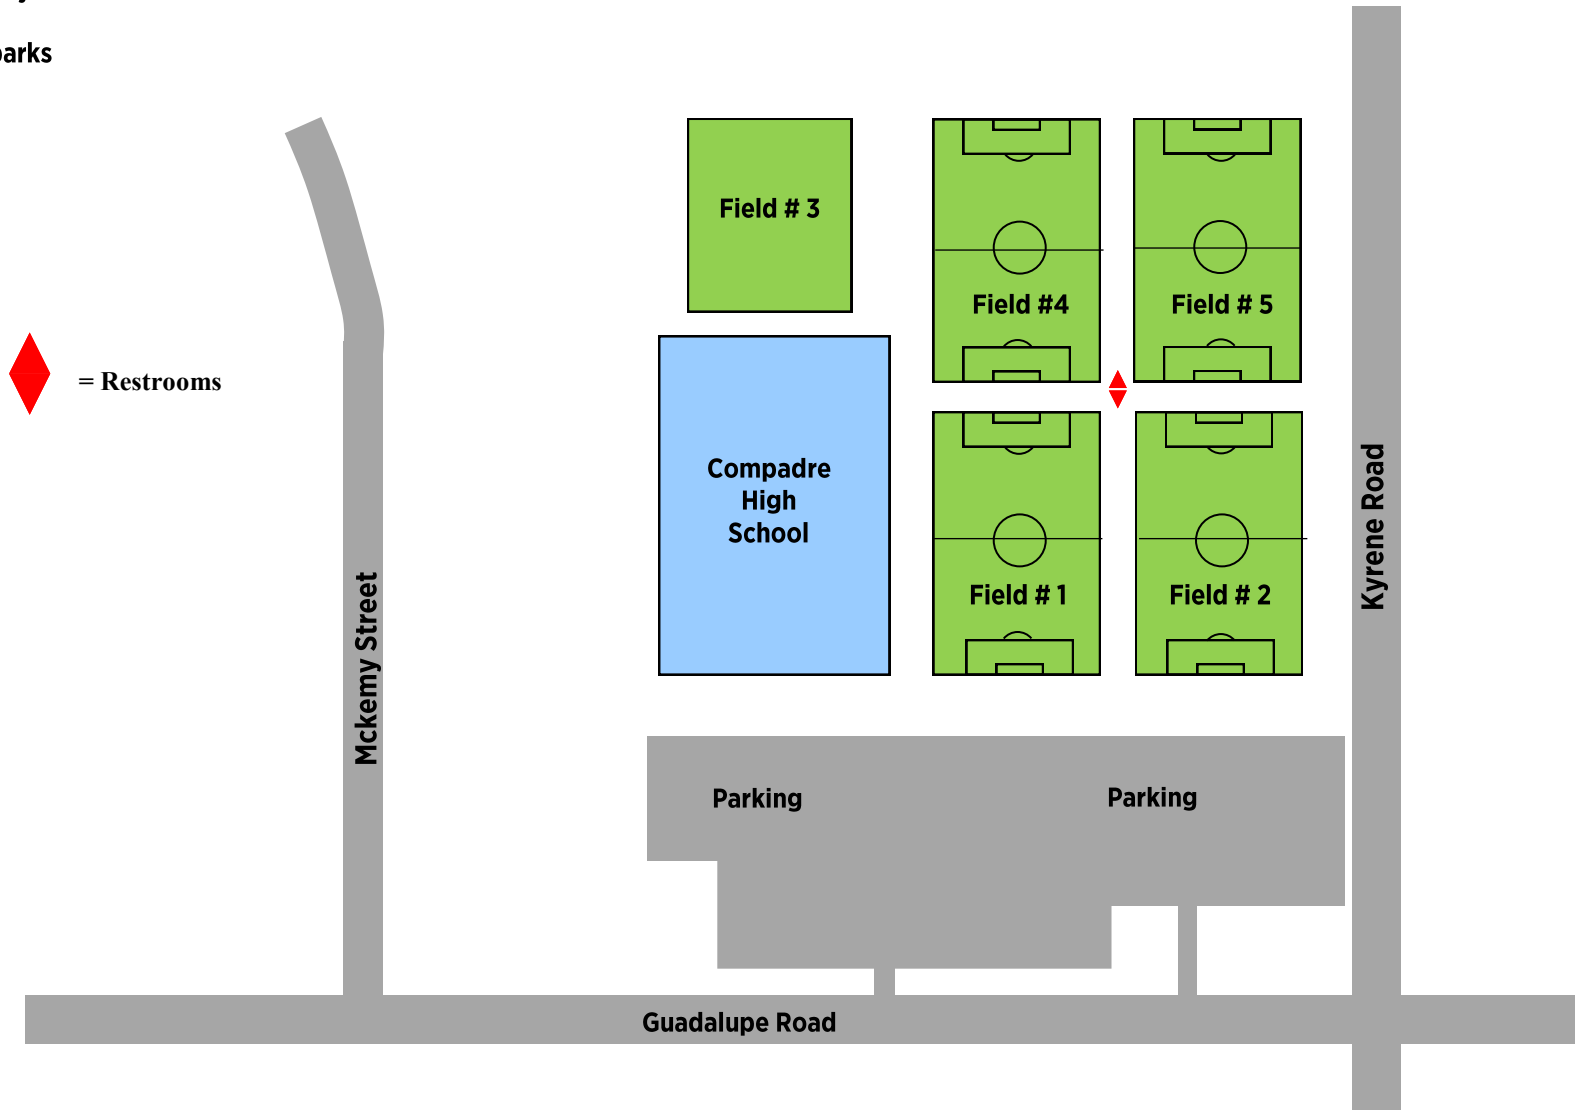 parks
Field # 3
Field #4
Field # 5
= Restrooms
Compadre
High
School
Field # 1
Field # 2
Kyrene Road
Mckemy Street
Parking
Parking
Guadalupe Road